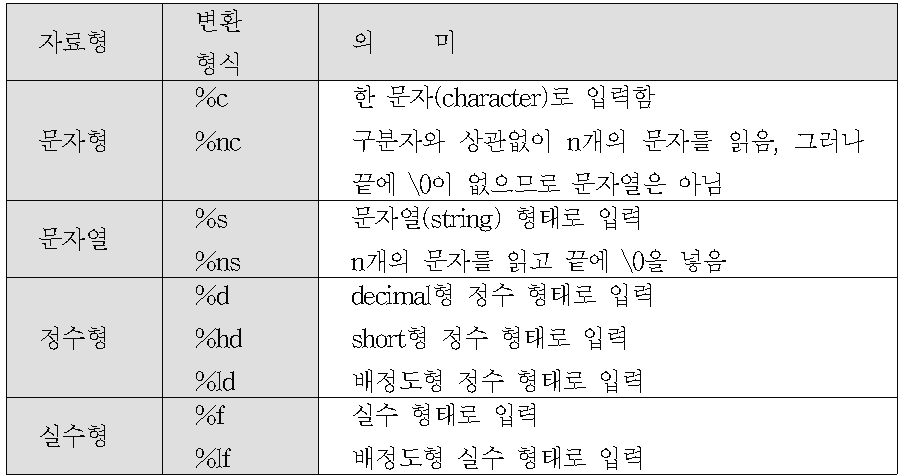 자료형 변환 형식 의 미
문자형 %c 한 문자(character)로 입력함
%nc 구분자와 상관없이 n개의 문자를 읽음, 그러나
끝에 \0이 없으므로 문자열은 아님
문자열 %s 문자열(string) 형태로 입력
%ns n개의 문자를 읽고 끝에 \0을 넣음
정수형 %d decimal형 정수 형태로 입력
%hd short형 정수 형태로 입력
%ld 배정도형 정수 형태로 입력
실수형 %f 실수 형태로 입력
%lf 배정도형 실수 형태로 입력